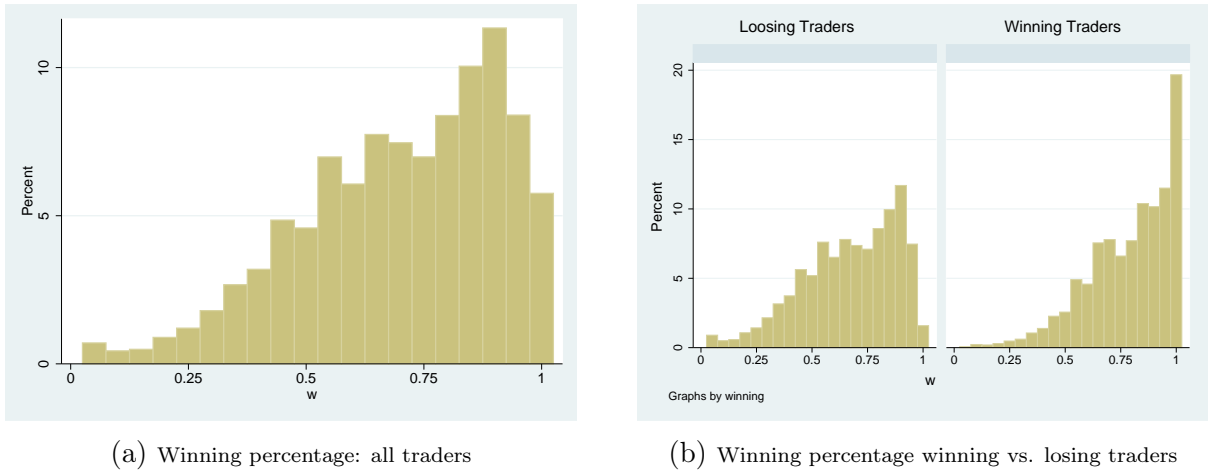 Percent
10
5
0
0
0.25
0.5
0.75
1
w
(a) Winning percentage: all traders
Loosing Traders
Winning Traders
Percent
20
15
10
5
0
0
0.25
0.5
0.75
1
0
0.25
0.5
0.75
1
w
Graphs by winning
(b) Winning percentage winning vs. losing traders